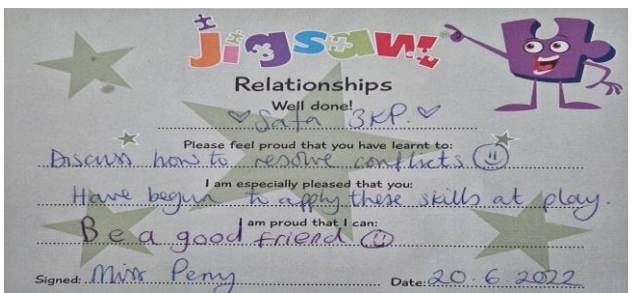 Jigsaw
Relationships
Well done!
Safa 3KP.
Please feel proud that you have learnt to:
Discuss how to resolve conflicts
I am especially pleased that you:
Have begun to apply these skills at play.
I am proud that I can:
Be a good friend
Signed: Miss Perry Date: 20.6.2022